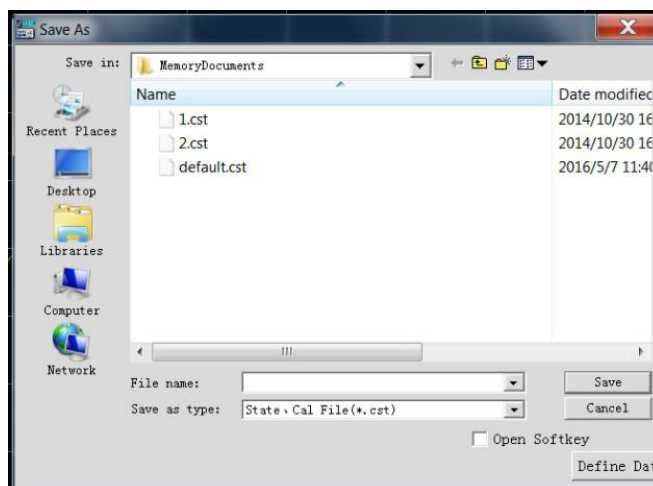 Save As
Save in:
MemoryDocuments
Name
Date modified
Recent Places
1.cst
2014/10/30 16
2.cst
2014/10/30 16
default.cst
2016/5/7 11:40
Desktop
Libraries
Computer
Network
File name:
Save
Save as type:
State、Cal File(*.cst)
Cancel
Open Softkey
Define Dat